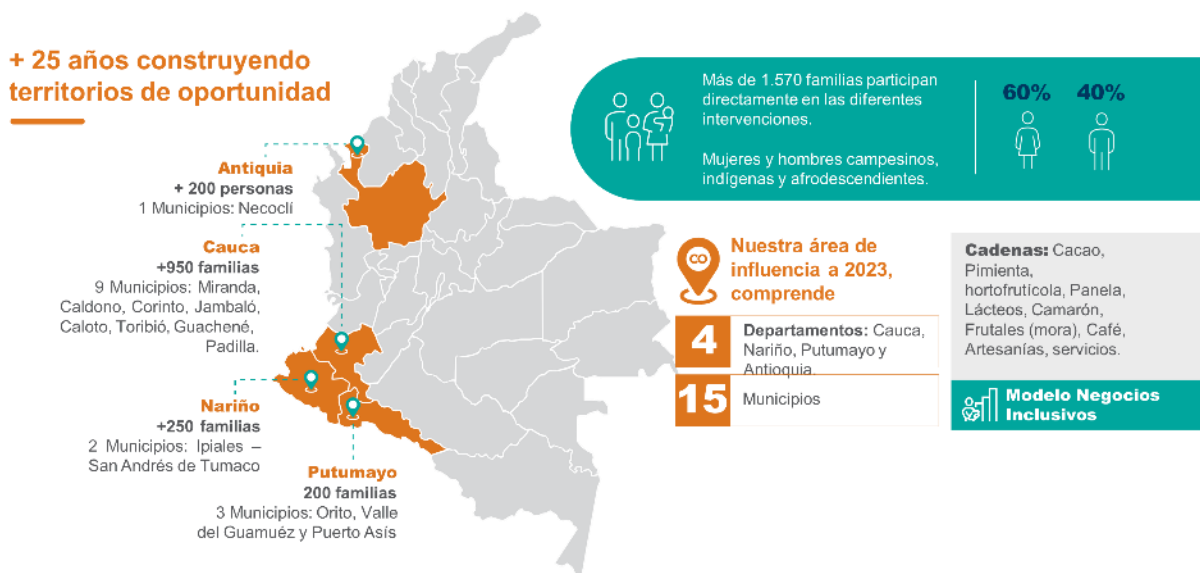 + 25 años construyendo
territorios de oportunidad
Antiquia
+ 200 personas
1 Municipios: Necoclí
Cauca
+950 familias
9 Municipios: Miranda,
Caldono, Corinto, Jambaló,
Caloto, Toribió, Guachené,
Padilla.
Nariño
+250 familias
2 Municipios: Ipiales –
San Andrés de Tumaco
Putumayo
200 familias
3 Municipios: Orito, Valle
del Guamuéz y Puerto Asís
Más de 1.570 familias participan
directamente en las diferentes
intervenciones.
Mujeres y hombres campesinos,
indígenas y afrodescendientes.
60% 40%
CO
Nuestra área de
influencia a 2023,
comprende
4
Departamentos: Cauca,
Nariño, Putumayo y
Antioquia.
15
Municipios
Cadenas: Cacao,
Pimienta,
hortofrutícola, Panela,
Lácteos, Camarón,
Frutales (mora), Café,
Artesanías, servicios.
Modelo Negocios
Inclusivos